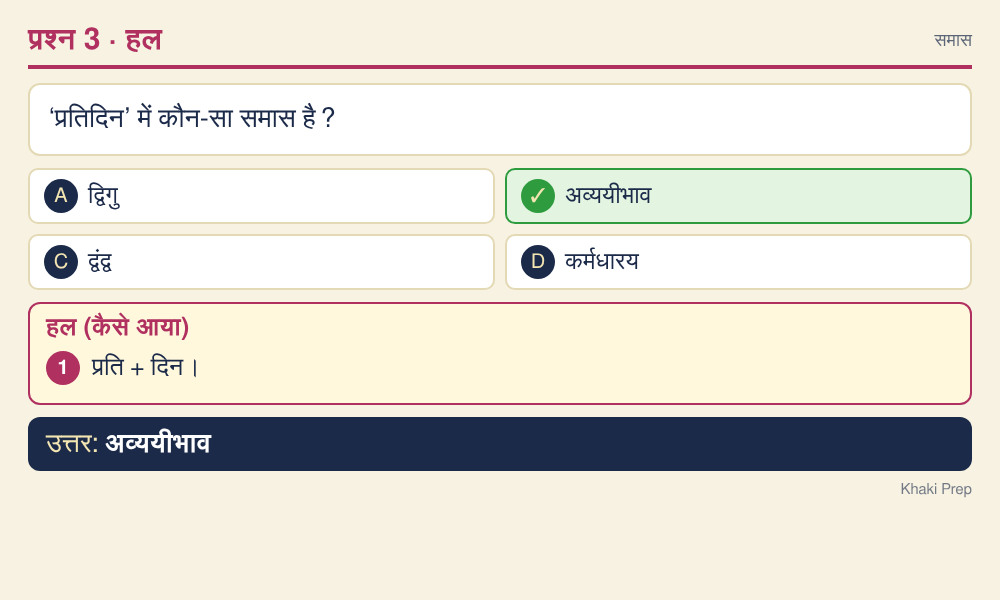 प्रश्न 3 · हल
समास
‘प्रतिदिन’ में कौन-सा समास है ?
A द्विगु
✓ अव्ययीभाव
C द्वंद्व
D कर्मधारय
हल (कैसे आया)
1 प्रति + दिन।
उत्तर: अव्ययीभाव
Khaki Prep